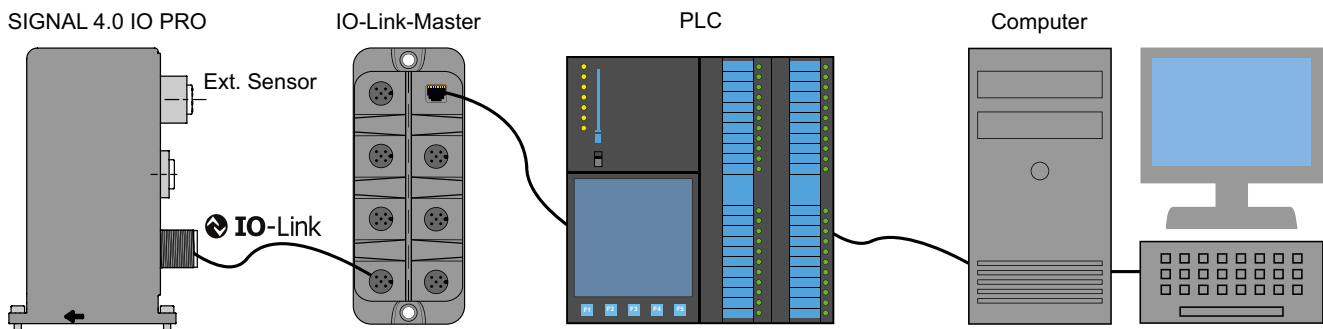 SIGNAL 4.0 IO PRO
IO-Link-Master
PLC
Computer
Ext. Sensor
IO-Link
F1 F2 F3 F4 F5